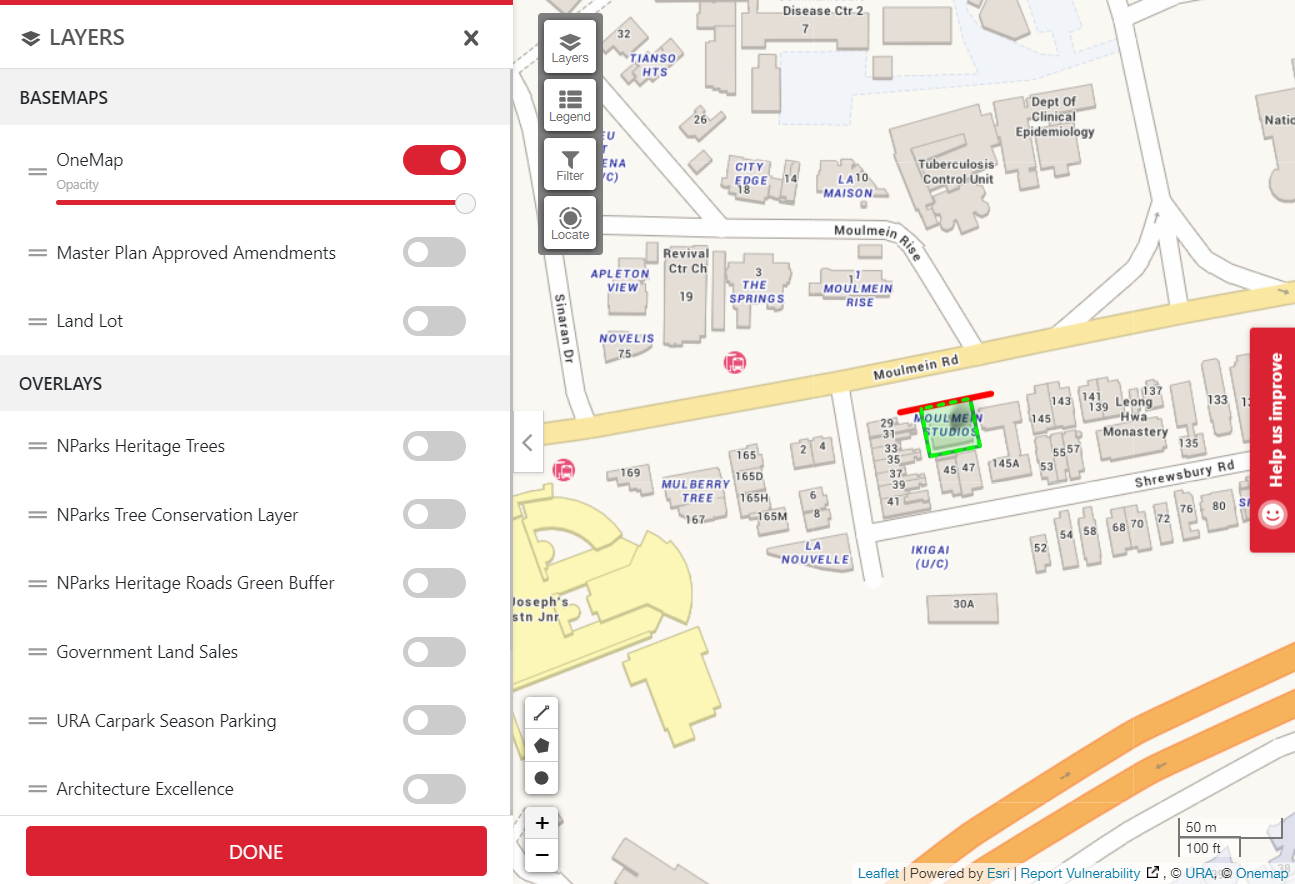 LAYERS
BASEMAPS
OneMap
Opacity
Master Plan Approved Amendments
Land Lot
OVERLAYS
NParks Heritage Trees
NParks Tree Conservation Layer
NParks Heritage Roads Green Buffer
Government Land Sales
URA Carpark Season Parking
Architecture Excellence
DONE
Layers
Legend
Filter
Locate
Communicable
Disease Ctr 2
7
32
TIANSO
HTS
26
Dept Of
Clinical
Epidemiology
Tuberculosis
Control Unit
CITY
EDGE
18
14
LA
MAISON
10
Moulmein Rise
Revival
Ctr Ch
19
APLETON
VIEW
3
THE
SPRINGS
1
MOULMEIN
RISE
Sinaran Dr
NOVELIS
75
Moulmein Rd
MOULMEIN
STUDIOS
29
31
33
35
37
39
41
45
47
145A
145
143
141
139
137
Leong
Hwa
Monastery
135
133
53
55
57
Shrewsbury Rd
2
4
165
165D
165H
165M
169
MULBERRY
TREE
167
6
8
LA
NOUVELLE
IKIGAI
(U/C)
30A
52
54
58
68
70
72
76
80
Joseph's
stn Jnr
Help us improve
+
−
50 m
100 ft
Leaflet | Powered by Esri | Report Vulnerability , © URA, © Onemap